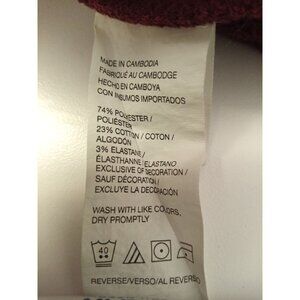 MADE IN CAMBODIA
FABRIQUÉ AU CAMBODGE
HECHO EN CAMBOYA
CON INSUMOS IMPORTADOS
74% POLYESTER /
POLIÉSTER
23% COTTON / COTON /
ALGODÓN
3% ELASTANE /
ÉLASTHANNE / ELASTANO
EXCLUSIVE OF DECORATION /
SAUF DÉCORATION /
EXCLUYE LA DECORACIÓN
WASH WITH LIKE COLORS,
DRY PROMPTLY
40
REVERSE/VERSO/AL REVERSO